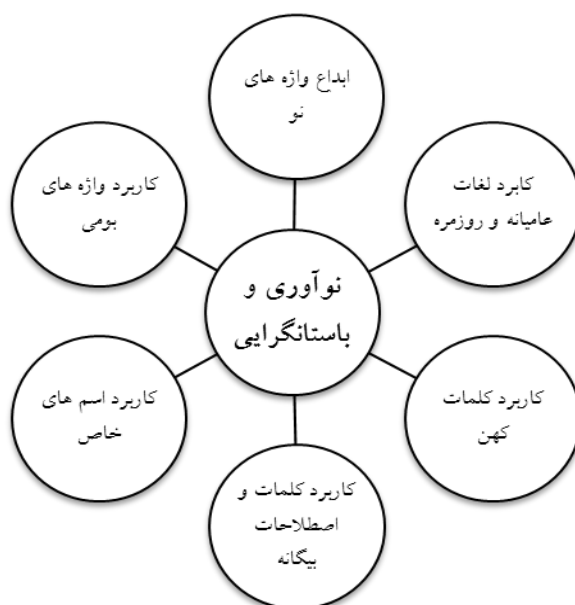 ابداع واژه های
نو
کابرد لغات
عامیانه و روزمره
کاربرد کلمات
کهن
کاربرد کلمات و
اصطلاحات
بیگانه
کاربرد اسم های
خاص
کاربرد واژه های
بومی
نوآوری و
باستانگرایی